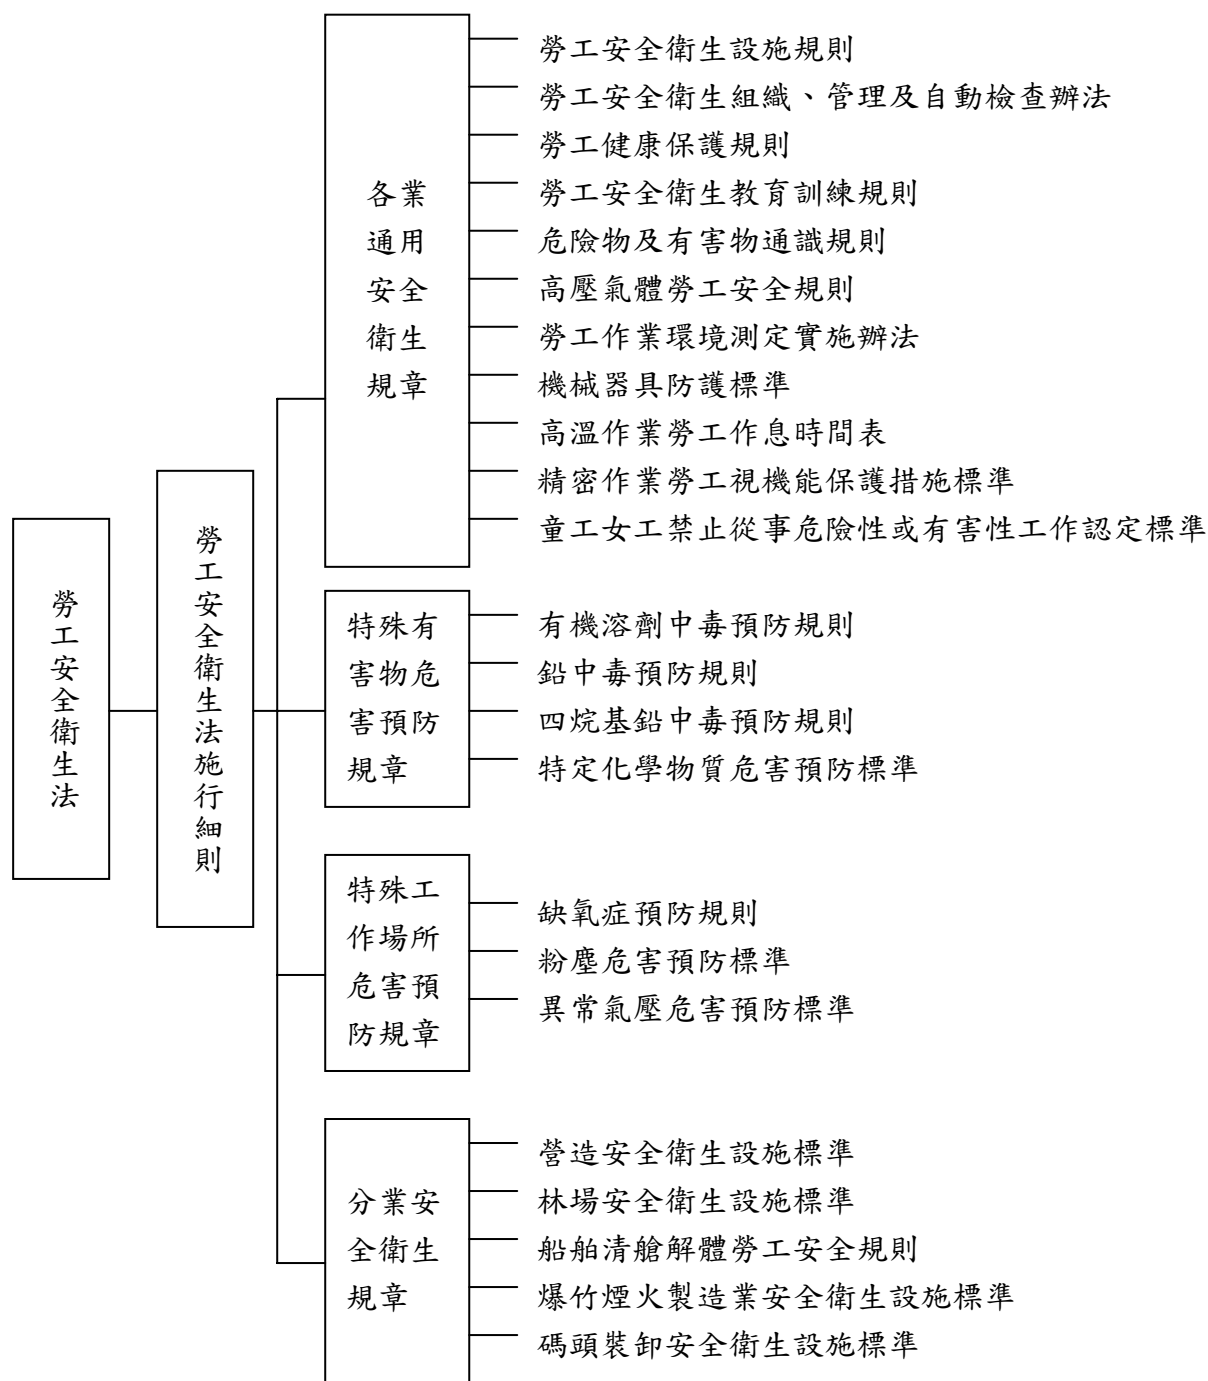 勞工安全衛生法
勞工安全衛生法施行細則
各業
通用
安全
衛生
規章
勞工安全衛生設施規則
勞工安全衛生組織、管理及自動檢查辦法
勞工健康保護規則
勞工安全衛生教育訓練規則
危險物及有害物通識規則
高壓氣體勞工安全規則
勞工作業環境測定實施辦法
機械器具防護標準
高溫作業勞工作息時間表
精密作業勞工視機能保護措施標準
童工女工禁止從事危險性或有害性工作認定標準
特殊有
害物危
害預防
規章
有機溶劑中毒預防規則
鉛中毒預防規則
四烷基鉛中毒預防規則
特定化學物質危害預防標準
特殊工
作場所
危害預
防規章
缺氧症預防規則
粉塵危害預防標準
異常氣壓危害預防標準
分業安
全衛生
規章
營造安全衛生設施標準
林場安全衛生設施標準
船舶清艙解體勞工安全規則
爆竹煙火製造業安全衛生設施標準
碼頭裝卸安全衛生設施標準